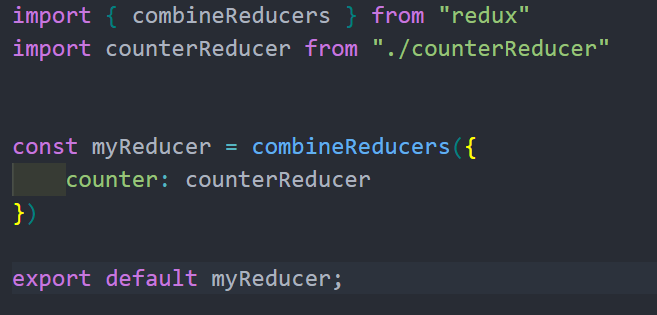 import { combineReducers } from "redux"
import counterReducer from "./counterReducer"
const myReducer = combineReducers({
    counter: counterReducer
})
export default myReducer;